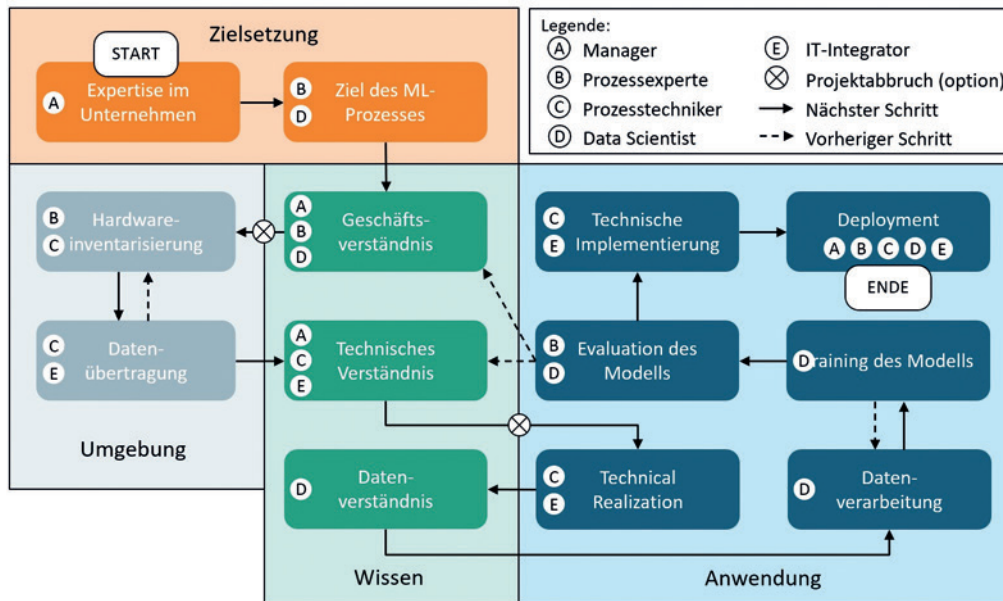 Zielsetzung
START
A
Expertise im
Unternehmen
B
D
Ziel des ML-
Prozesses
Legende:
A Manager
B Prozessexperte
C Prozesstechniker
D Data Scientist
E IT-Integrator
Projektabbruch (option)
Nächster Schritt
Vorheriger Schritt
B
C
Hardware-
inventarisierung
A
B
D
Geschäfts-
verständnis
C
E
Technische
Implementierung
Deployment
A B C D E
ENDE
C
E
Daten-
übertragung
A
C
E
Technisches
Verständnis
B
D
Evaluation des
Modells
D
raining des Modells
Umgebung
D
Daten-
verständnis
C
E
Technical
Realization
D
Daten-
verarbeitung
Wissen
Anwendung